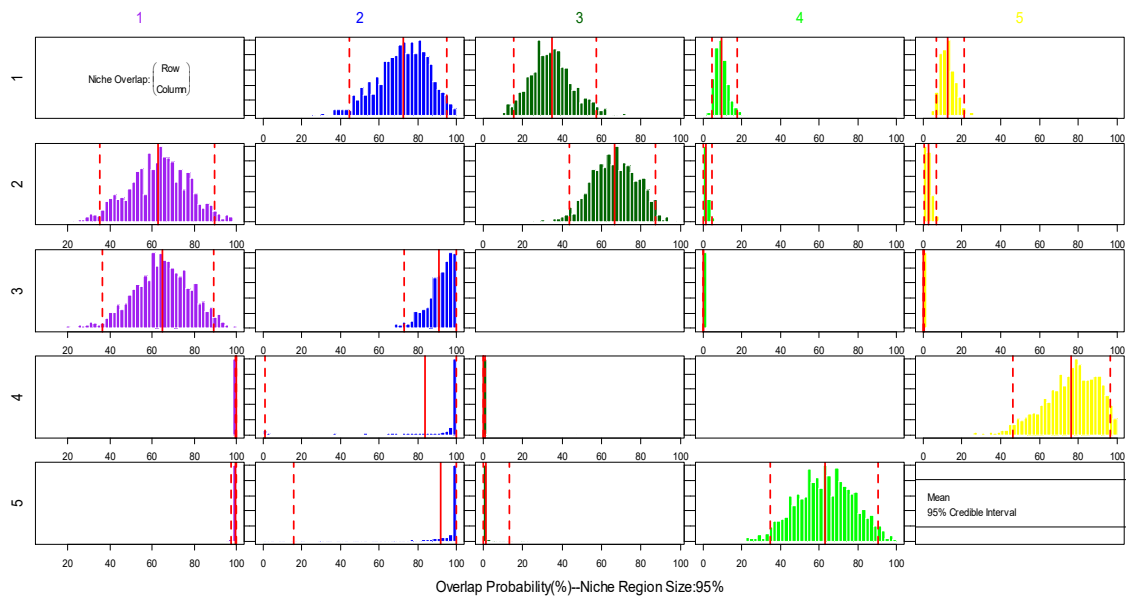 1 2 3 4 5
1
Niche Overlap: (Row
Column)
0 20 40 60 80 100 0 20 40 60 80 100 0 20 40 60 80 100 0 20 40 60 80 100
2
20 40 60 80 100 0 20 40 60 80 100 0 20 40 60 80 100 0 20 40 60 80 100
3
20 40 60 80 100 0 20 40 60 80 100 0 20 40 60 80 100 0 20 40 60 80 100
4
20 40 60 80 100 0 20 40 60 80 100 0 20 40 60 80 100 0 20 40 60 80 100
5
Mean
95% Credible Interval
20 40 60 80 100 0 20 40 60 80 100 0 20 40 60 80 100 0 20 40 60 80 100
Overlap Probability(%)--Niche Region Size:95%